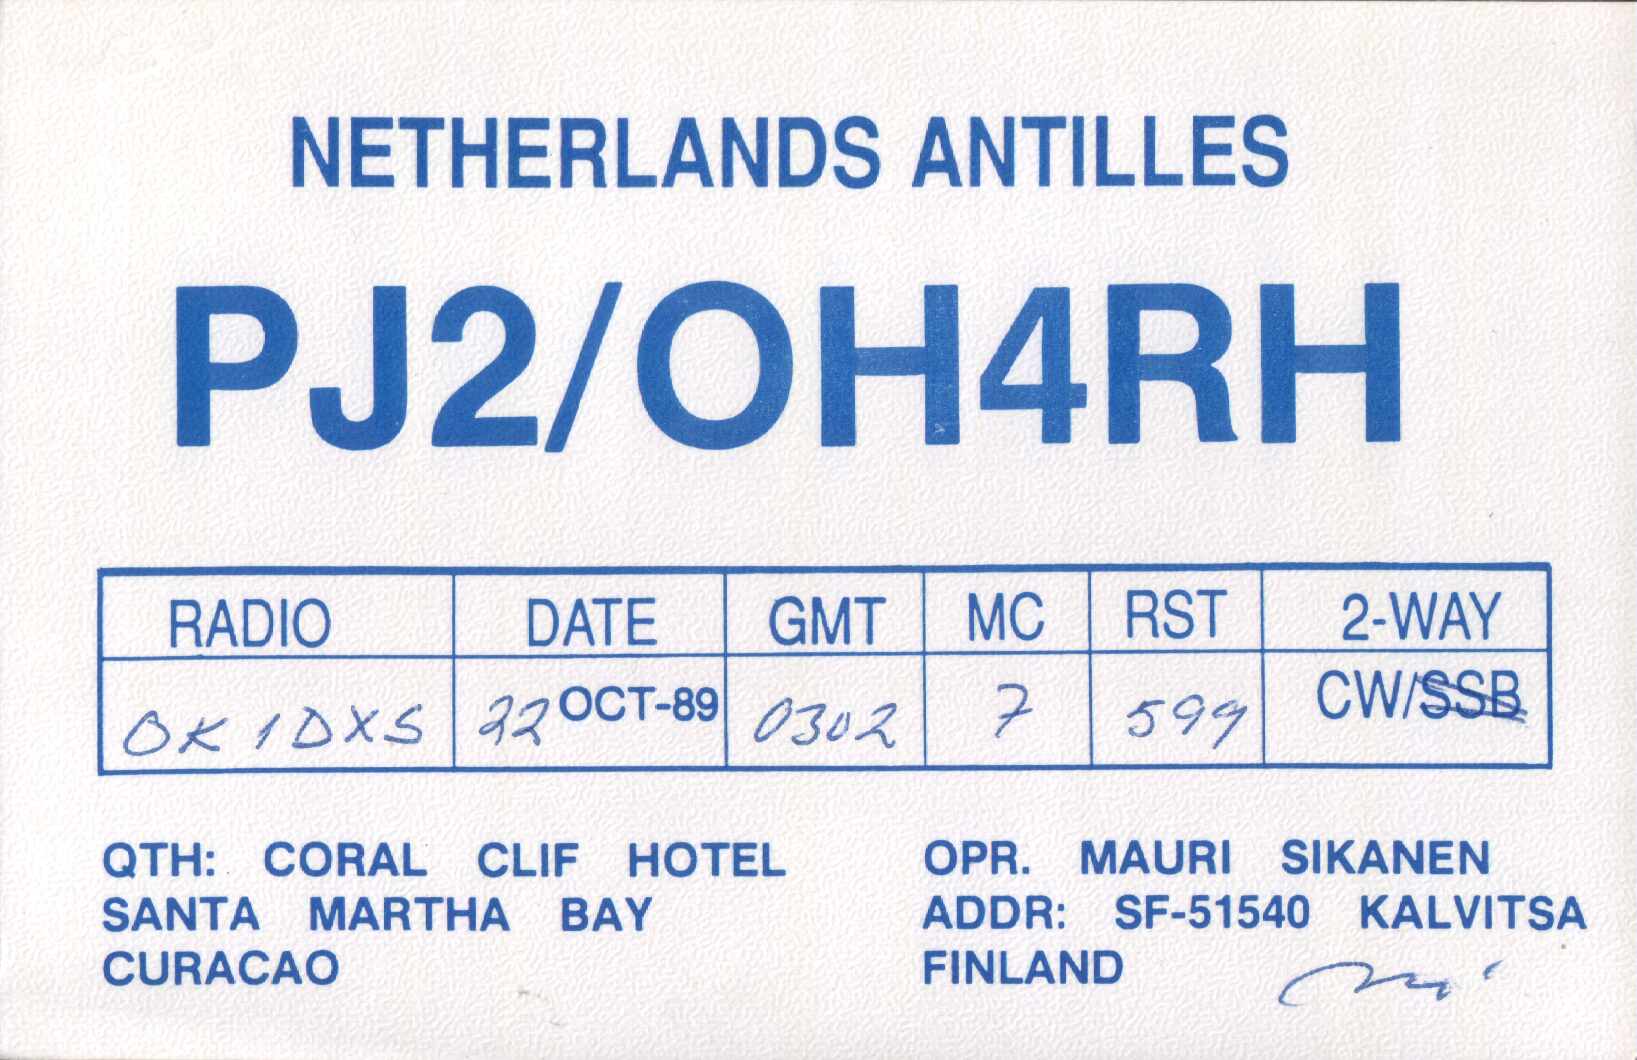 NETHERLANDS ANTILLES
PJ2/OH4RH
RADIO DATE GMT MC RST 2-WAY
OK1DXS 22 OCT-89 0302 7 599 CW/SSB
QTH: CORAL CLIF HOTEL
SANTA MARTHA BAY
CURACAO
OPR. MAURI SIKANEN
ADDR: SF-51540 KALVITSA
FINLAND